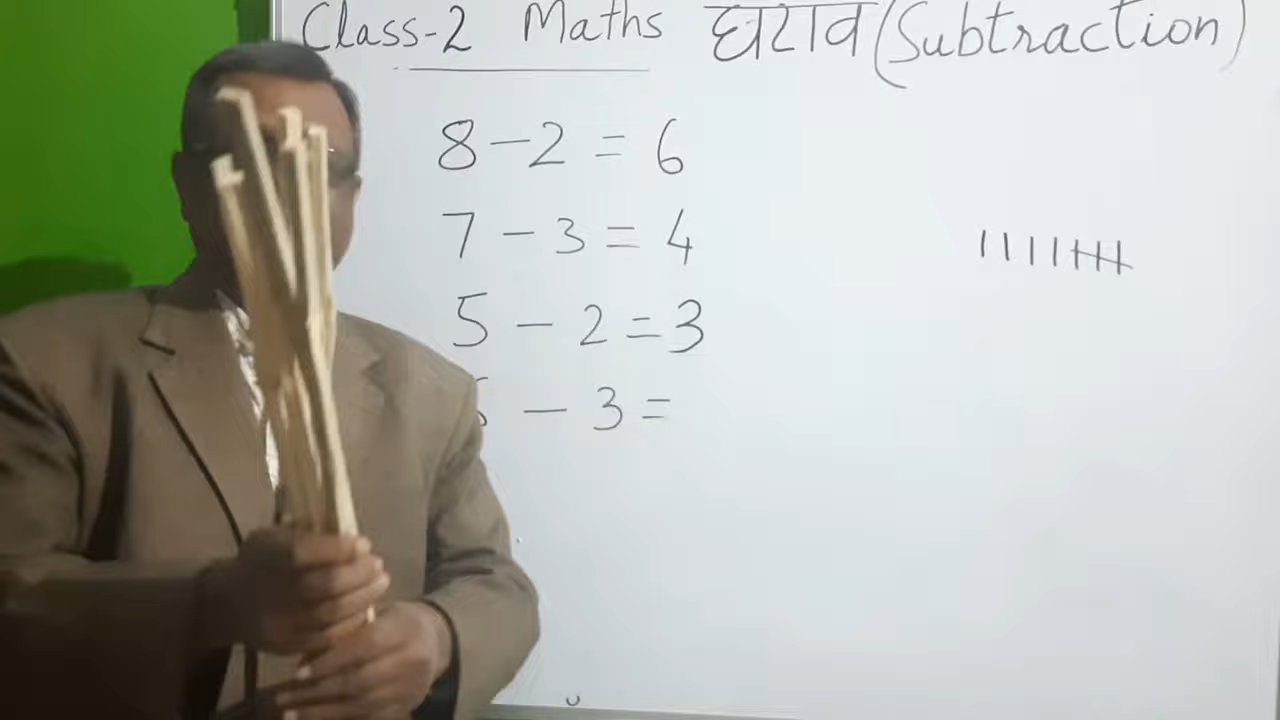 Class-2 Maths घटाव (Subtraction)
8-2 = 6
7-3 = 4
5-2 = 3
-3 =